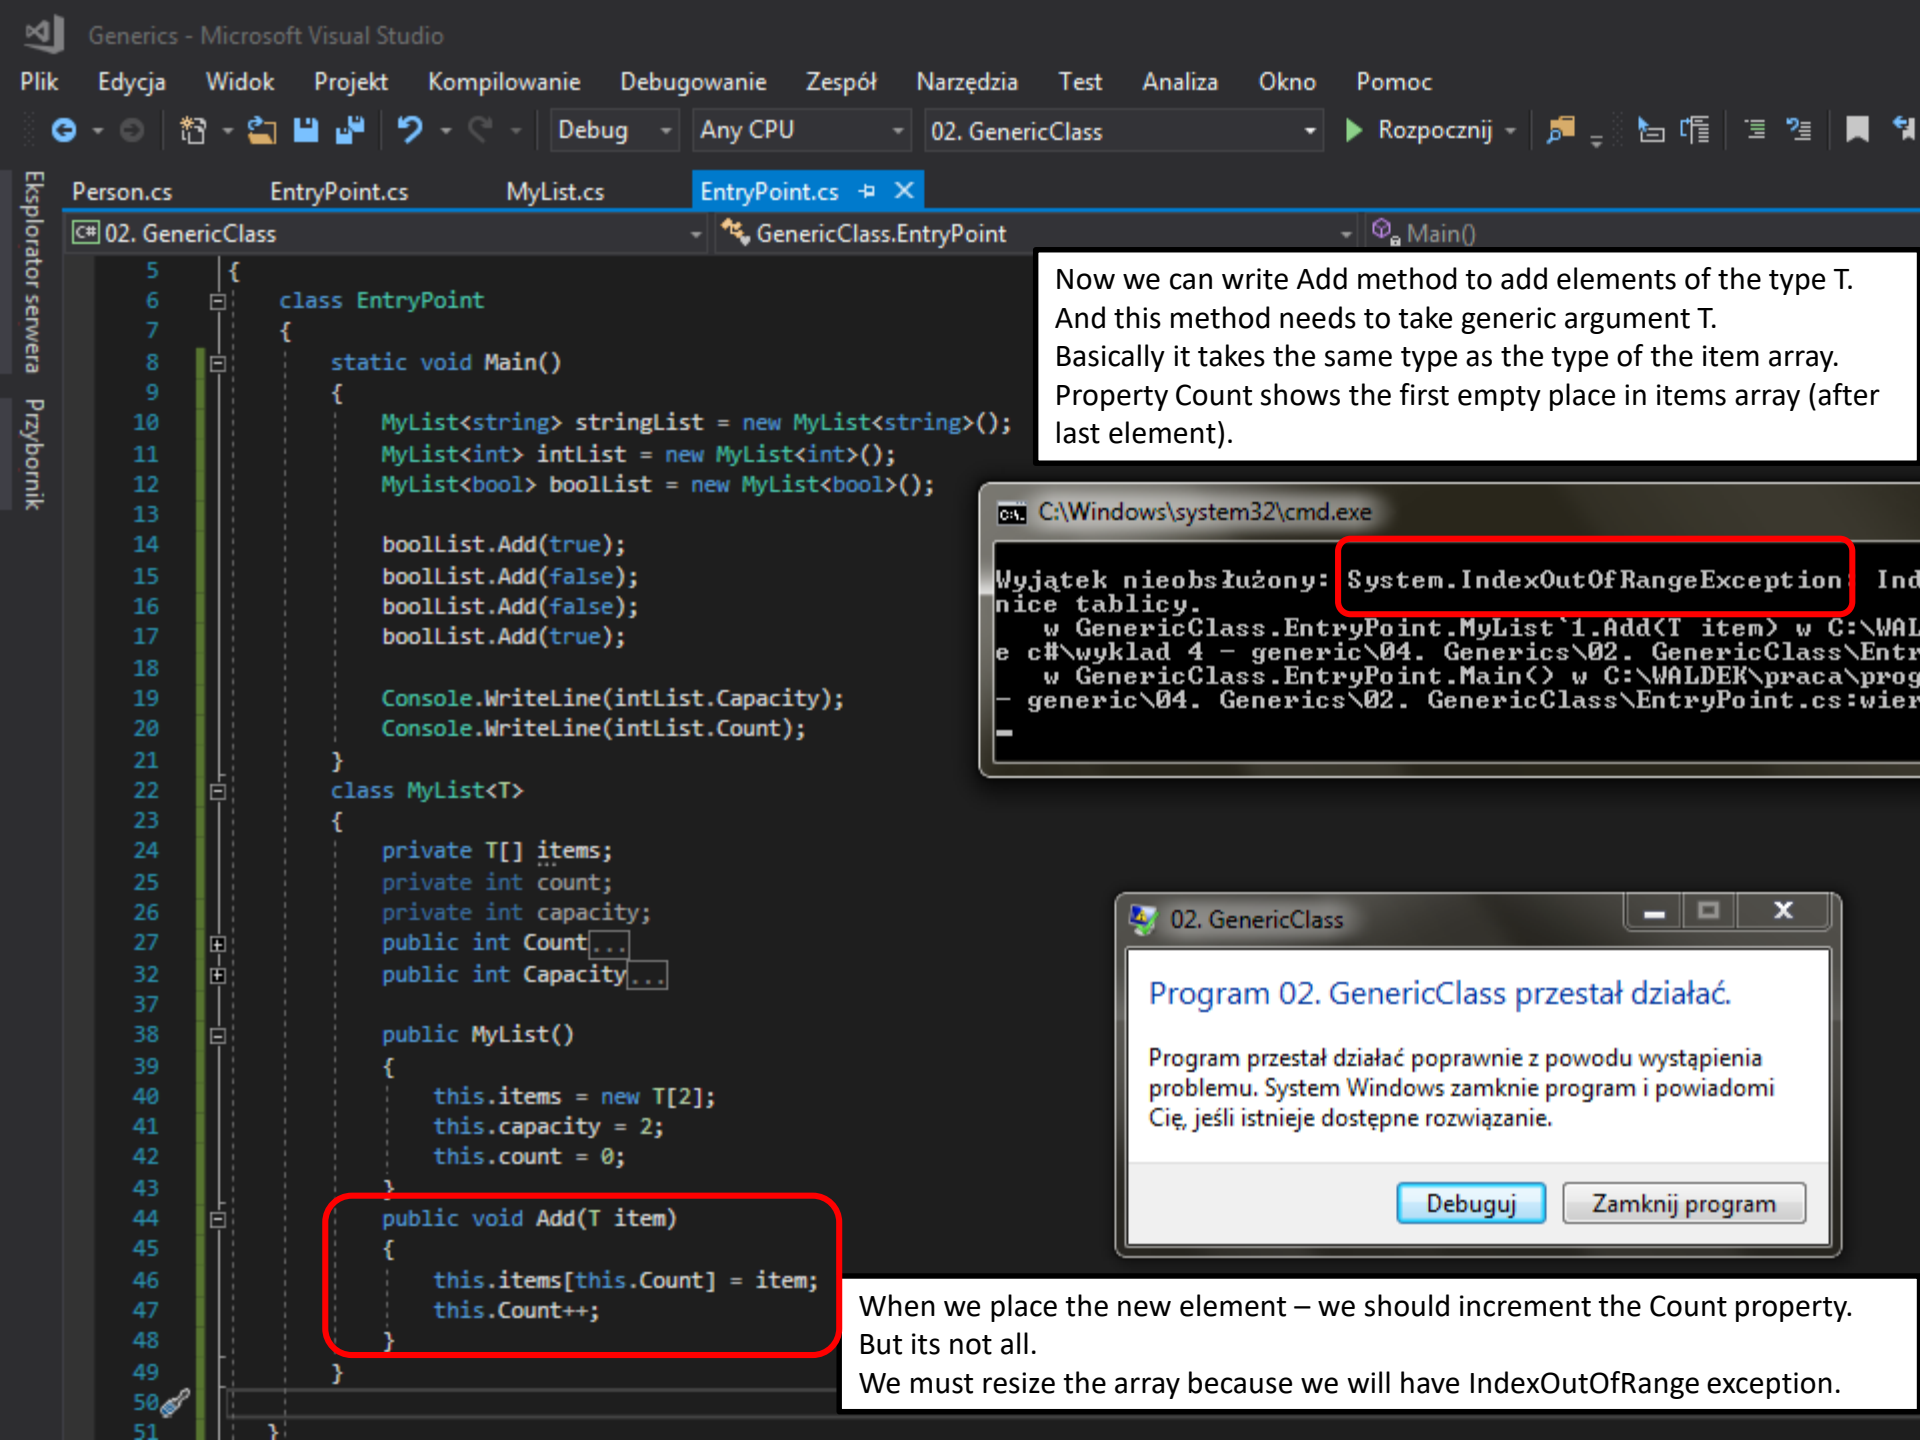 Generics - Microsoft Visual Studio
Plik Edycja Widok Projekt Kompilowanie Debugowanie Zespół Narzędzia Test Analiza Okno Pomoc
Debug Any CPU 02. GenericClass Rozpocznij
Eksplorator serwera
Przybornik
Person.cs EntryPoint.cs MyList.cs EntryPoint.cs
C# 02. GenericClass GenericClass.EntryPoint Main()
5 {
6 class EntryPoint
7 {
8 static void Main()
9 {
10 MyList<string> stringList = new MyList<string>();
11 MyList<int> intList = new MyList<int>();
12 MyList<bool> boolList = new MyList<bool>();
13
14 boolList.Add(true);
15 boolList.Add(false);
16 boolList.Add(false);
17 boolList.Add(true);
18
19 Console.WriteLine(intList.Capacity);
20 Console.WriteLine(intList.Count);
21 }
22 class MyList<T>
23 {
24 private T[] items;
25 private int count;
26 private int capacity;
27 public int Count...
32 public int Capacity...
37
38 public MyList()
39 {
40 this.items = new T[2];
41 this.capacity = 2;
42 this.count = 0;
43 }
44 public void Add(T item)
45 {
46 this.items[this.Count] = item;
47 this.Count++;
48 }
49 }
50
51 }
Now we can write Add method to add elements of the type T.
And this method needs to take generic argument T.
Basically it takes the same type as the type of the item array.
Property Count shows the first empty place in items array (after
last element).
C:\Windows\system32\cmd.exe
Wyjątek nieobsłużony: System.IndexOutOfRangeException: Ind
nice tablicy.
w GenericClass.EntryPoint.MyList`1.Add(T item) w C:\WAL
e c#\wyklad 4 - generic\04. Generics\02. GenericClass\Entr
w GenericClass.EntryPoint.Main() w C:\WALDEK\praca\prog
- generic\04. Generics\02. GenericClass\EntryPoint.cs:wier
02. GenericClass
Program 02. GenericClass przestał działać.
Program przestał działać poprawnie z powodu wystąpienia
problemu. System Windows zamknie program i powiadomi
Cię, jeśli istnieje dostępne rozwiązanie.
Debuguj Zamknij program
When we place the new element – we should increment the Count property.
But its not all.
We must resize the array because we will have IndexOutOfRange exception.